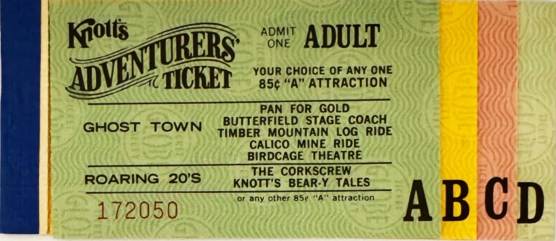 Knott's
ADVENTURERS'
TICKET
ADMIT
ONE ADULT
YOUR CHOICE OF ANY ONE
85¢ "A" ATTRACTION
GHOST TOWN
PAN FOR GOLD
BUTTERFIELD STAGE COACH
TIMBER MOUNTAIN LOG RIDE
CALICO MINE RIDE
BIRDCAGE THEATRE
ROARING 20'S
THE CORKSCREW
KNOTT'S BEAR-Y TALES
or any other 85¢ "A" attraction
172050
A B C D